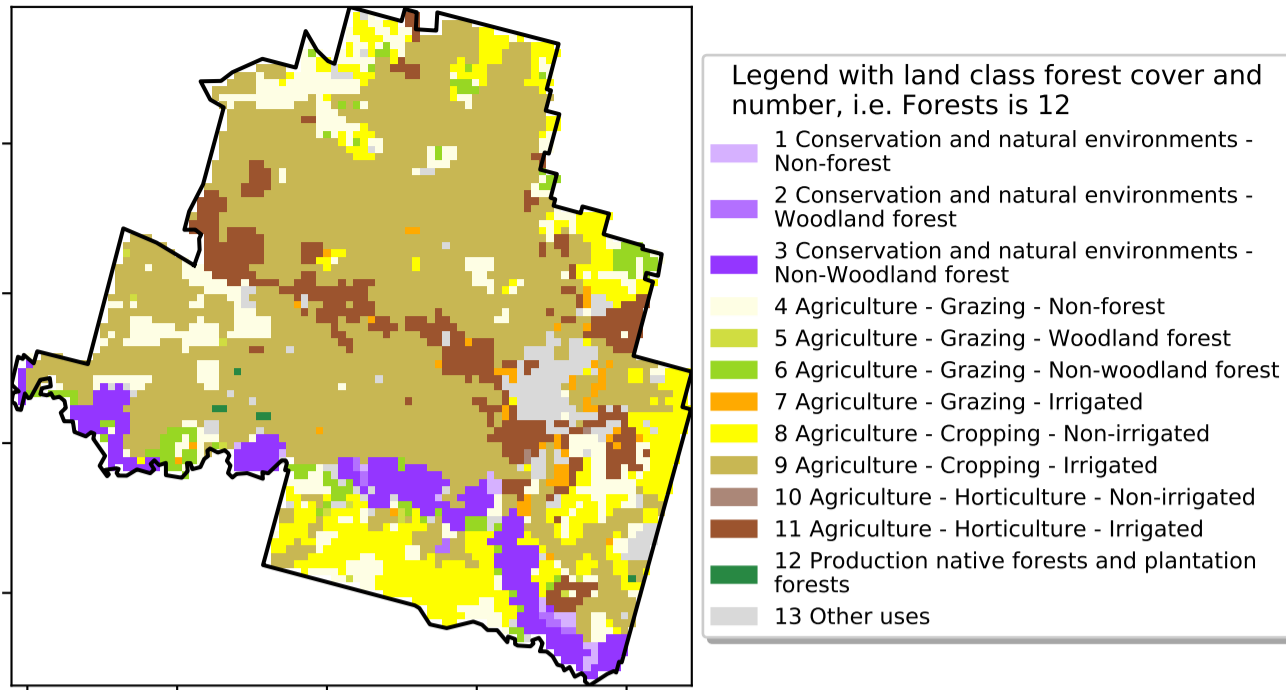 Legend with land class forest cover and
number, i.e. Forests is 12
1 Conservation and natural environments -
Non-forest
2 Conservation and natural environments -
Woodland forest
3 Conservation and natural environments -
Non-Woodland forest
4 Agriculture - Grazing - Non-forest
5 Agriculture - Grazing - Woodland forest
6 Agriculture - Grazing - Non-woodland forest
7 Agriculture - Grazing - Irrigated
8 Agriculture - Cropping - Non-irrigated
9 Agriculture - Cropping - Irrigated
10 Agriculture - Horticulture - Non-irrigated
11 Agriculture - Horticulture - Irrigated
12 Production native forests and plantation
forests
13 Other uses